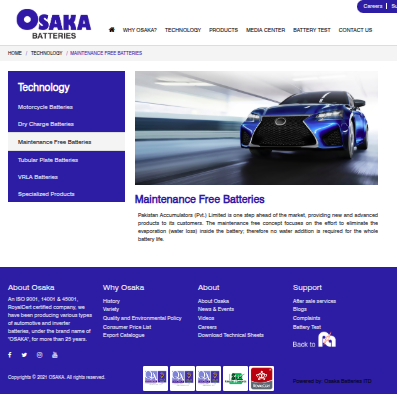 Careers
OSAKA
BATTERIES
WHY OSAKA? TECHNOLOGY PRODUCTS MEDIA CENTER BATTERY TEST CONTACT US
HOME / TECHNOLOGY / MAINTENANCE FREE BATTERIES
Technology
Motorcycle Batteries
Dry Charge Batteries
Maintenance Free Batteries
Tubular Plate Batteries
VRLA Batteries
Specialized Products
Maintenance Free Batteries
Pakistan Accumulators (Pvt.) Limited is one step ahead of the market, providing new and advanced
products to its customers. The maintenance free concept focuses on the effort to eliminate the
evaporation (water loss) inside the battery; therefore no water addition is required for the whole
battery life.
About Osaka
An ISO 9001, 14001 & 45001,
RoyalCert certified company, we
have been producing various types
of automotive and inverter
batteries, under the brand name of
"OSAKA", for more than 25 years.
Why Osaka
History
Variety
Quality and Environmental Policy
Consumer Price List
Export Catalogue
About
About Osaka
News & Events
Videos
Careers
Download Technical Sheets
Support
After sale services
Blogs
Complaints
Battery Test
Back to
Copyrights © 2021 OSAKA. All rights reserved.
Powered by: Osaka Batteries ITD